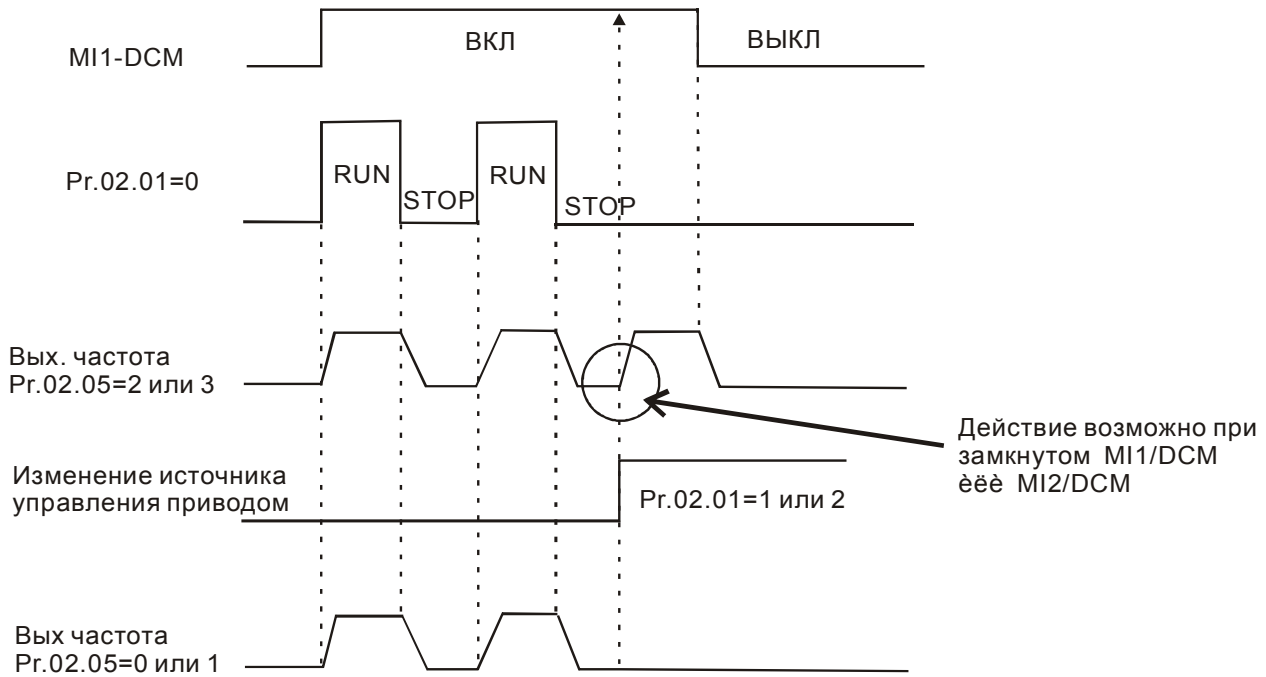 ВКЛ
ВЫКЛ
MI1-DCM
Pr.02.01=0
RUN
STOP
RUN
STOP
Вых. частота
Pr.02.05=2 или 3
Действие возможно при
замкнутом MI1/DCM
èëè MI2/DCM
Изменение источника
управления приводом
Pr.02.01=1 или 2
Вых частота
Pr.02.05=0 или 1